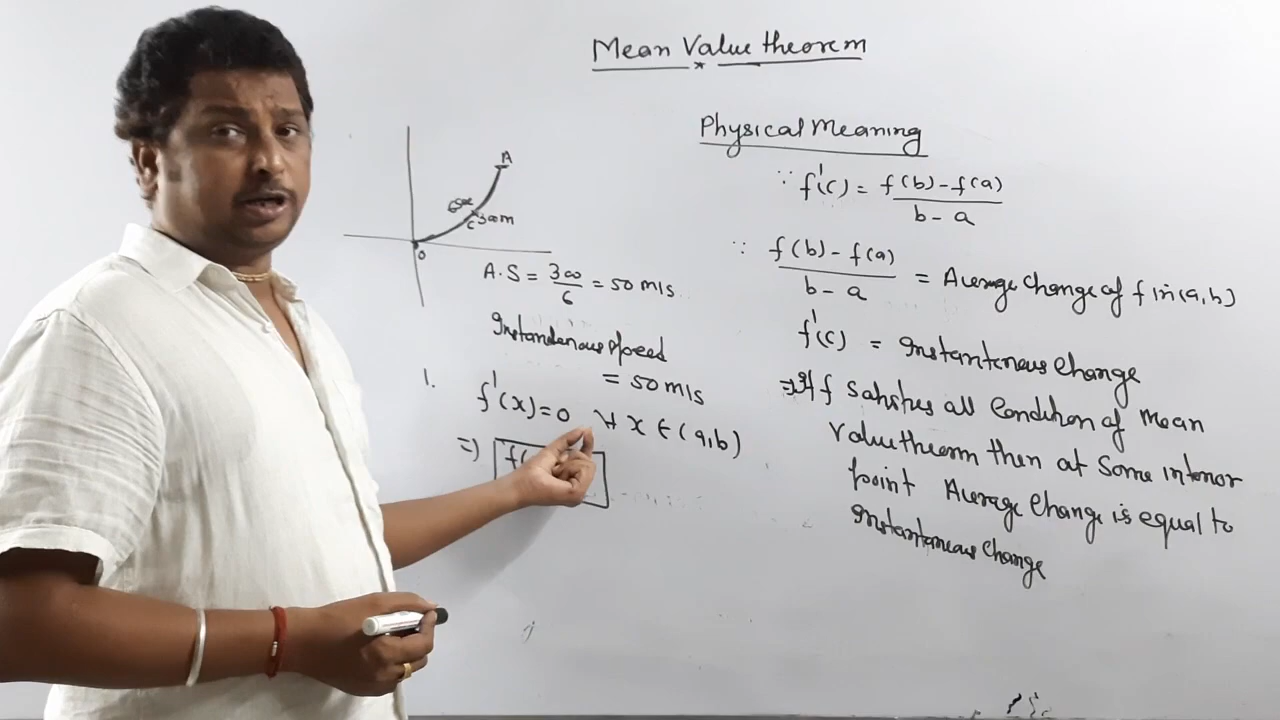 Mean Value theorem
Physical Meaning
∵ f'(c) = f(b)-f(a) / b-a
∵ f(b)-f(a) / b-a = Average change of f in (a,b)
f'(c) = Instantaneous change
⇒ If f Satisfies all Condition of Mean
Value theorem then at Some interior
point Average change is equal to
Instantaneous change
A
6sec
C 300m
O
A.S = 300/6 = 50 m/s
Instantaneous speed
= 50 m/s
1. f'(x)=0 ∀ x ∈ (a,b)
⇒ f(